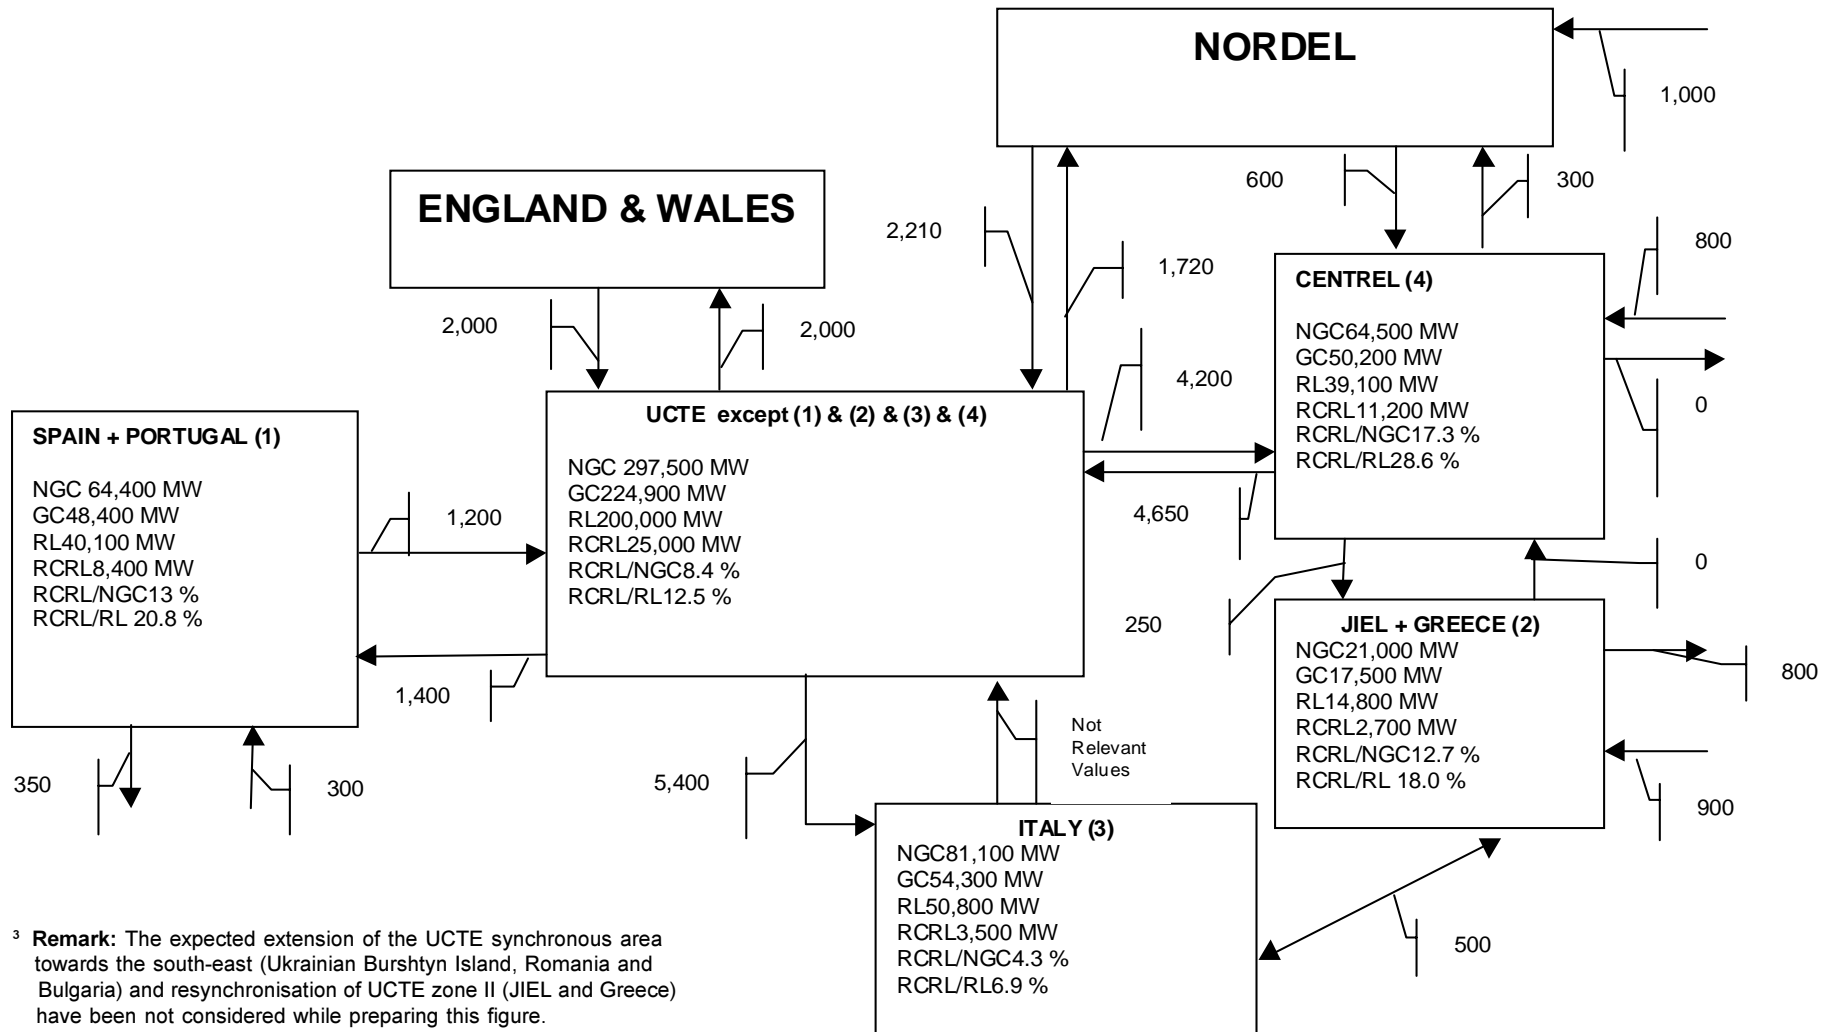 NORDEL
1,000
ENGLAND & WALES
600
300
2,210
1,720
800
2,000
2,000
4,200
0
4,650
CENTREL (4)
NGC64,500 MW
GC50,200 MW
RL39,100 MW
RCRL11,200 MW
RCRL/NGC17.3 %
RCRL/RL28.6 %
SPAIN + PORTUGAL (1)
NGC 64,400 MW
GC48,400 MW
RL40,100 MW
RCRL8,400 MW
RCRL/NGC13 %
RCRL/RL 20.8 %
1,200
1,400
UCTE except (1) & (2) & (3) & (4)
NGC 297,500 MW
GC224,900 MW
RL200,000 MW
RCRL25,000 MW
RCRL/NGC8.4 %
RCRL/RL12.5 %
0
250
JIEL + GREECE (2)
NGC21,000 MW
GC17,500 MW
RL14,800 MW
RCRL2,700 MW
RCRL/NGC12.7 %
RCRL/RL 18.0 %
800
900
350
300
5,400
Not
Relevant
Values
ITALY (3)
NGC81,100 MW
GC54,300 MW
RL50,800 MW
RCRL3,500 MW
RCRL/NGC4.3 %
RCRL/RL6.9 %
500
³ Remark: The expected extension of the UCTE synchronous area
towards the south-east (Ukrainian Burshtyn Island, Romania and
Bulgaria) and resynchronisation of UCTE zone II (JIEL and Greece)
have been not considered while preparing this figure.